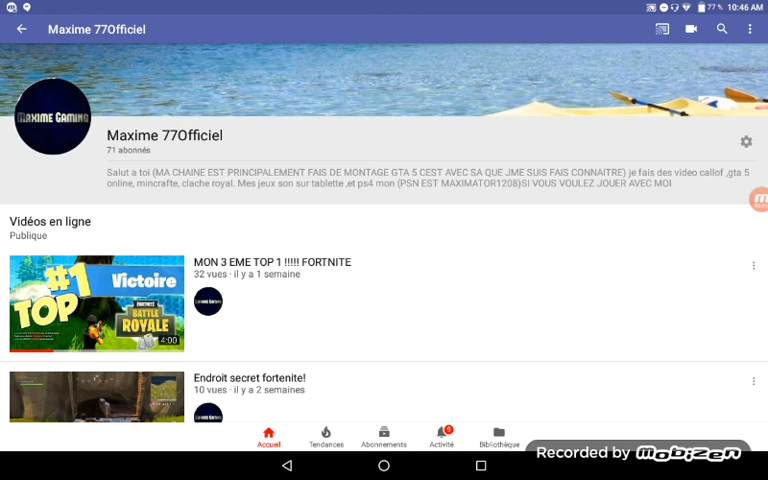 77 % 10:46 AM
Maxime 77Officiel
MAXIME GAMING
Maxime 77Officiel
71 abonnés
Salut a toi (MA CHAINE EST PRINCIPALEMENT FAIS DE MONTAGE GTA 5 CEST AVEC SA QUE JME SUIS FAIS CONNAITRE) je fais des video callof ,gta 5
online, mincrafte, clache royal. Mes jeux son sur tablette ,et ps4 mon (PSN EST MAXIMATOR1208)SI VOUS VOULEZ JOUER AVEC MOI
Vidéos en ligne
Publique
#1
TOP
Victoire
FORTNITE
BATTLE
ROYALE
4:00
MON 3 EME TOP 1 !!!!! FORTNITE
32 vues · il y a 1 semaine
Endroit secret fortenite!
10 vues · il y a 2 semaines
Accueil
Tendances
Abonnements
Activité
Bibliothèque
Recorded by mobizen